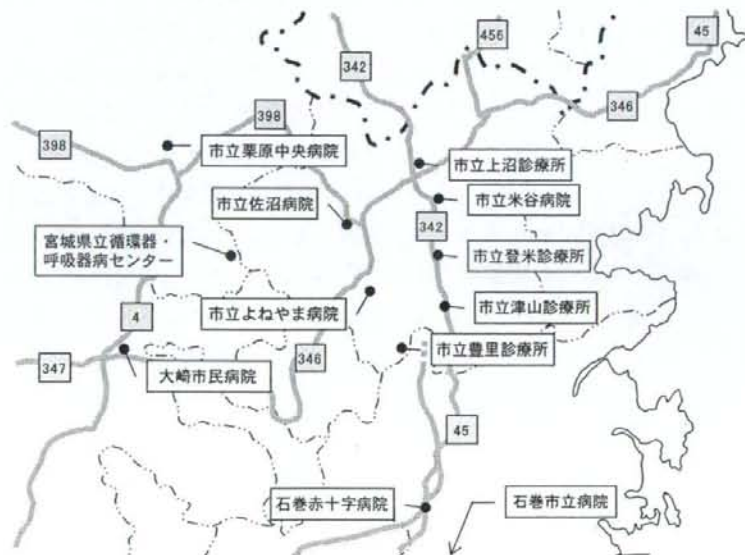 456
45
342
346
398
398
市立栗原中央病院
市立上沼診療所
市立佐沼病院
市立米谷病院
342
宮城県立循環器・
呼吸器病センター
市立登米診療所
市立よねやま病院
市立津山診療所
4
市立豊里診療所
347
大崎市民病院
346
45
石巻赤十字病院
石巻市立病院